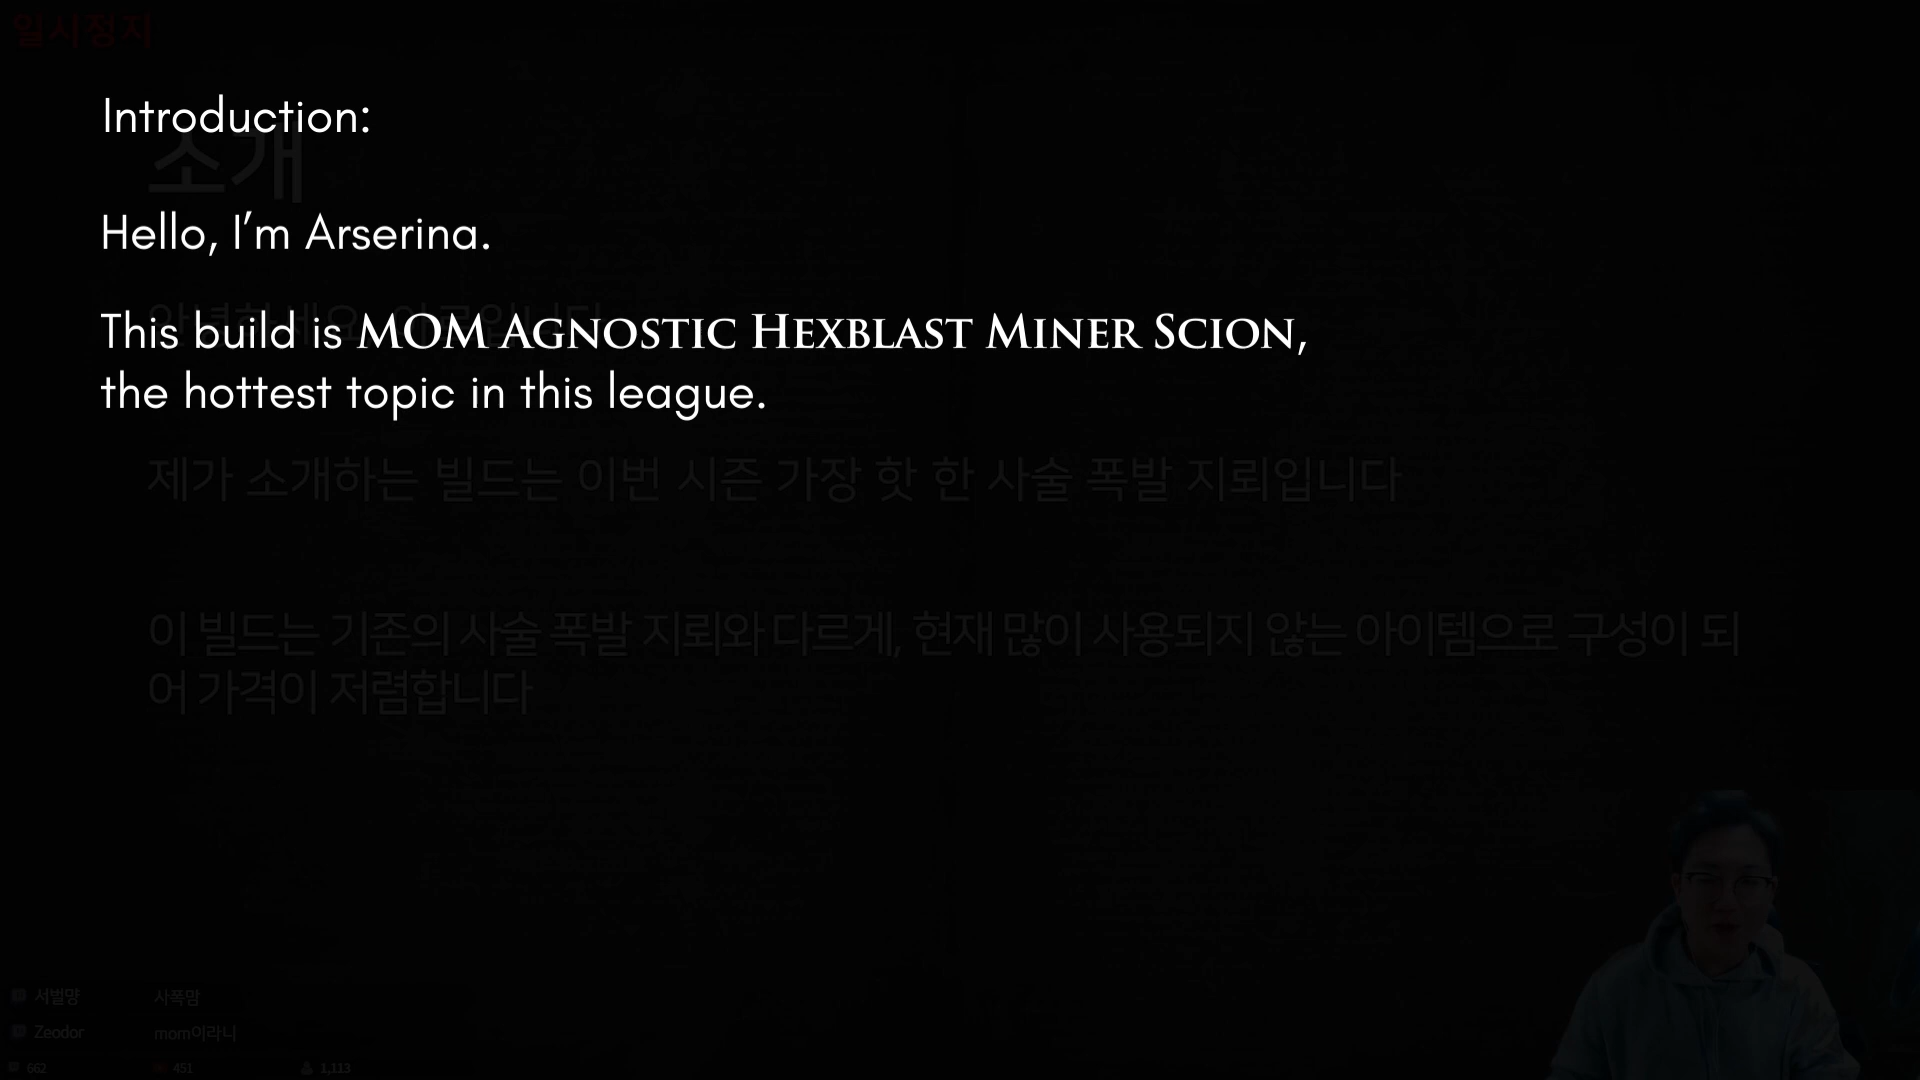 일시정지
Introduction:
소개
Hello, I’m Arserina.
This build is MOM Agnostic Hexblast Miner Scion,
the hottest topic in this league.
제가 소개하는 빌드는 이번 시즌 가장 핫 한 사술 폭발 지뢰입니다
이 빌드는 기존의 사술 폭발 지뢰와 다르게, 현재 많이 사용되지 않는 아이템으로 구성이 되
어 가격이 저렴합니다
서벌먕 사폭맘
Zeodor mom이라니
662 451 1,113